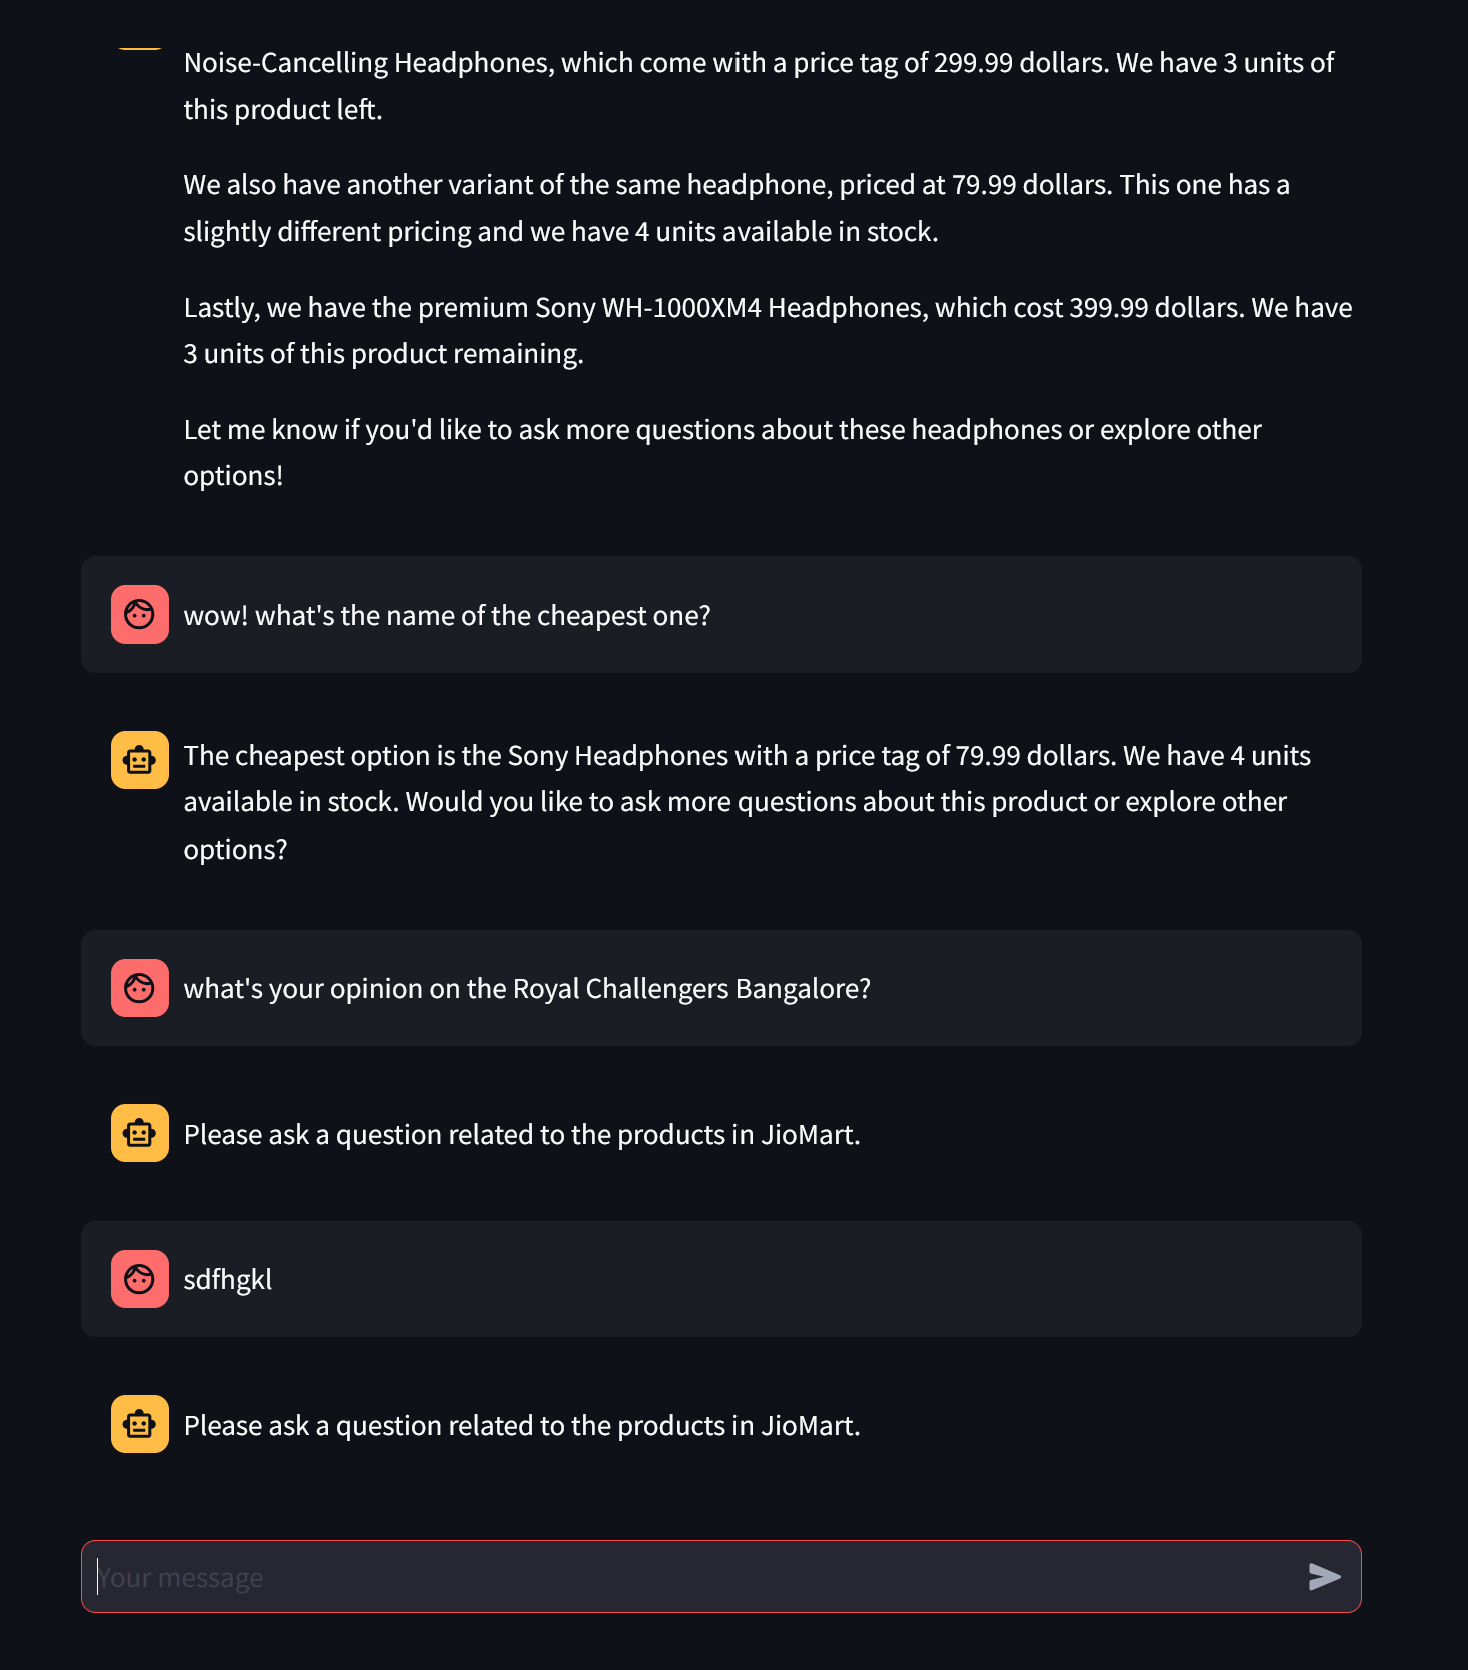 Noise-Cancelling Headphones, which come with a price tag of 299.99 dollars. We have 3 units of
this product left.
We also have another variant of the same headphone, priced at 79.99 dollars. This one has a
slightly different pricing and we have 4 units available in stock.
Lastly, we have the premium Sony WH-1000XM4 Headphones, which cost 399.99 dollars. We have
3 units of this product remaining.
Let me know if you'd like to ask more questions about these headphones or explore other
options!
wow! what's the name of the cheapest one?
The cheapest option is the Sony Headphones with a price tag of 79.99 dollars. We have 4 units
available in stock. Would you like to ask more questions about this product or explore other
options?
what's your opinion on the Royal Challengers Bangalore?
Please ask a question related to the products in JioMart.
sdfhgkl
Please ask a question related to the products in JioMart.
Your message